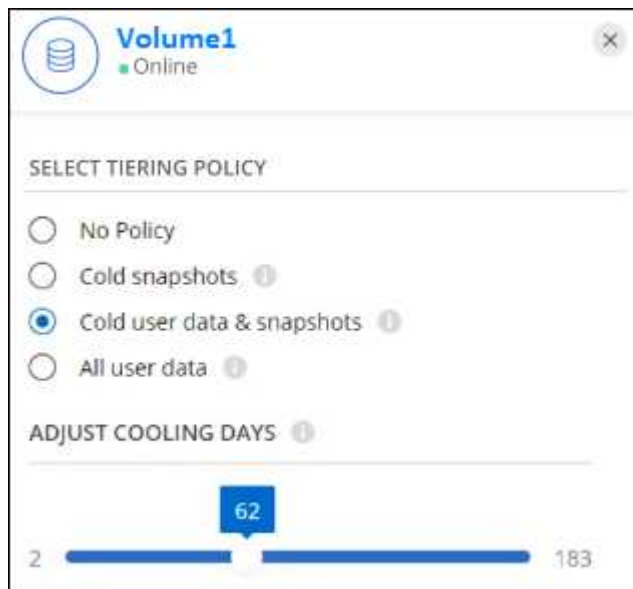 Volume1
Online
SELECT TIERING POLICY
No Policy
Cold snapshots
Cold user data & snapshots
All user data
ADJUST COOLING DAYS
62
2 183